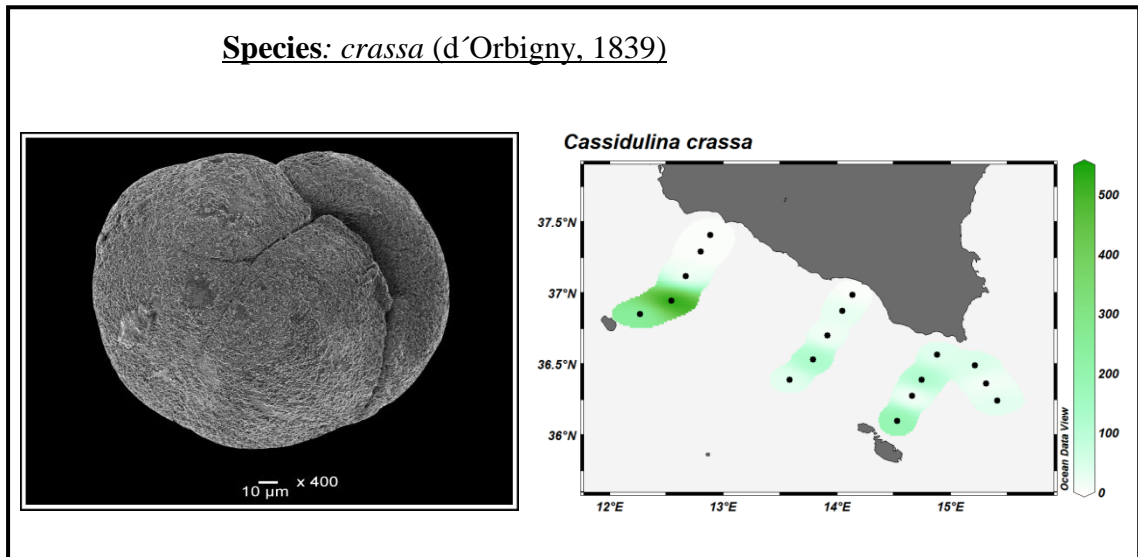 Species: crassa (d´Orbigny, 1839)
10 µm x 400
Cassidulina crassa
37.5°N
37°N
36.5°N
36°N
12°E 13°E 14°E 15°E
500
400
300
200
100
0
Ocean Data View